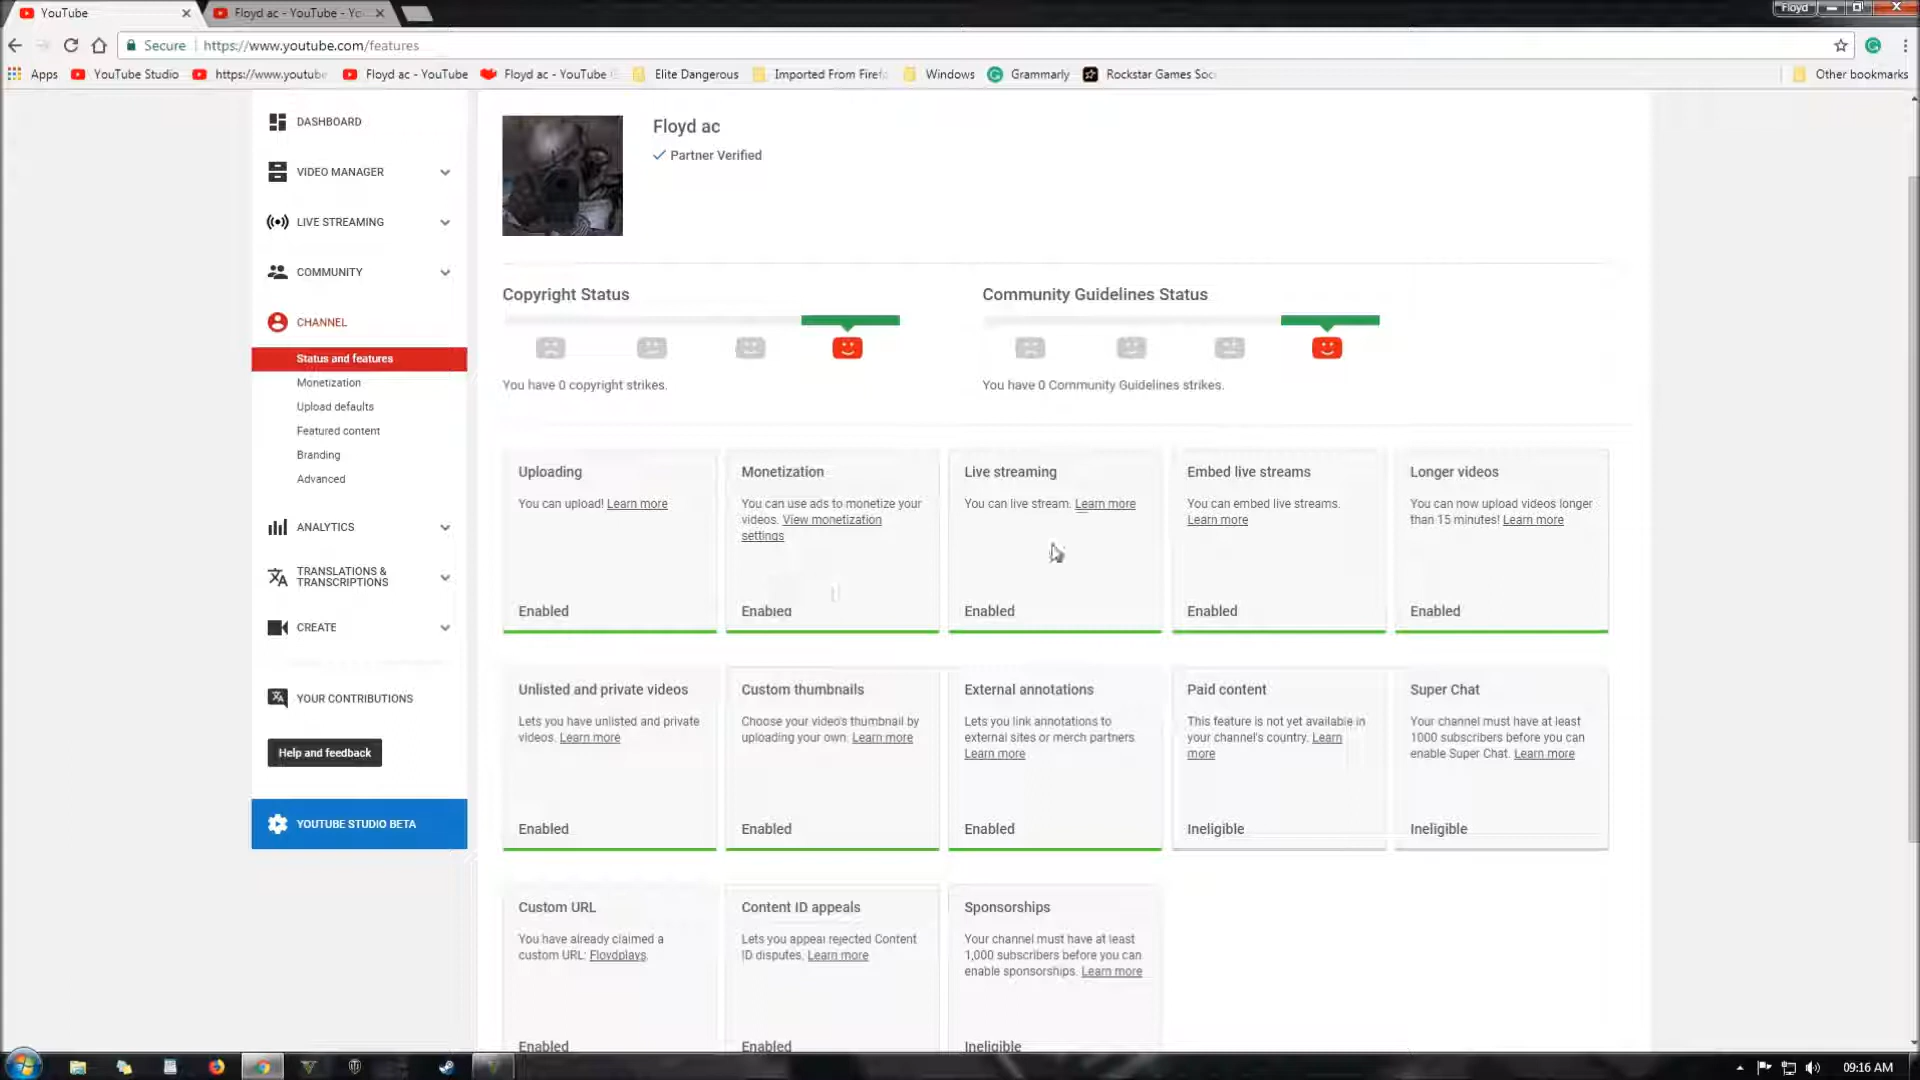 YouTube
Floyd ac - YouTube - Yo
Floyd
Secure
https://www.youtube.com/features
Apps
YouTube Studio
https://www.youtube
Floyd ac - YouTube
Floyd ac - YouTube
Elite Dangerous
Imported From Firef
Windows
Grammarly
Rockstar Games Soc
Other bookmarks
DASHBOARD
VIDEO MANAGER
LIVE STREAMING
COMMUNITY
CHANNEL
Status and features
Monetization
Upload defaults
Featured content
Branding
Advanced
ANALYTICS
TRANSLATIONS &
TRANSCRIPTIONS
CREATE
YOUR CONTRIBUTIONS
Help and feedback
YOUTUBE STUDIO BETA
Floyd ac
Partner Verified
Copyright Status
You have 0 copyright strikes.
Community Guidelines Status
You have 0 Community Guidelines strikes.
Uploading
You can upload! Learn more
Enabled
Monetization
You can use ads to monetize your
videos. View monetization
settings
Enabled
Live streaming
You can live stream. Learn more
Enabled
Embed live streams
You can embed live streams.
Learn more
Enabled
Longer videos
You can now upload videos longer
than 15 minutes! Learn more
Enabled
Unlisted and private videos
Lets you have unlisted and private
videos. Learn more
Enabled
Custom thumbnails
Choose your video's thumbnail by
uploading your own. Learn more
Enabled
External annotations
Lets you link annotations to
external sites or merch partners.
Learn more
Enabled
Paid content
This feature is not yet available in
your channel's country. Learn
more
Ineligible
Super Chat
Your channel must have at least
1000 subscribers before you can
enable Super Chat. Learn more
Ineligible
Custom URL
You have already claimed a
custom URL: Floydplays.
Enabled
Content ID appeals
Lets you appeal rejected Content
ID disputes. Learn more
Enabled
Sponsorships
Your channel must have at least
1,000 subscribers before you can
enable sponsorships. Learn more
Ineligible
09:16 AM